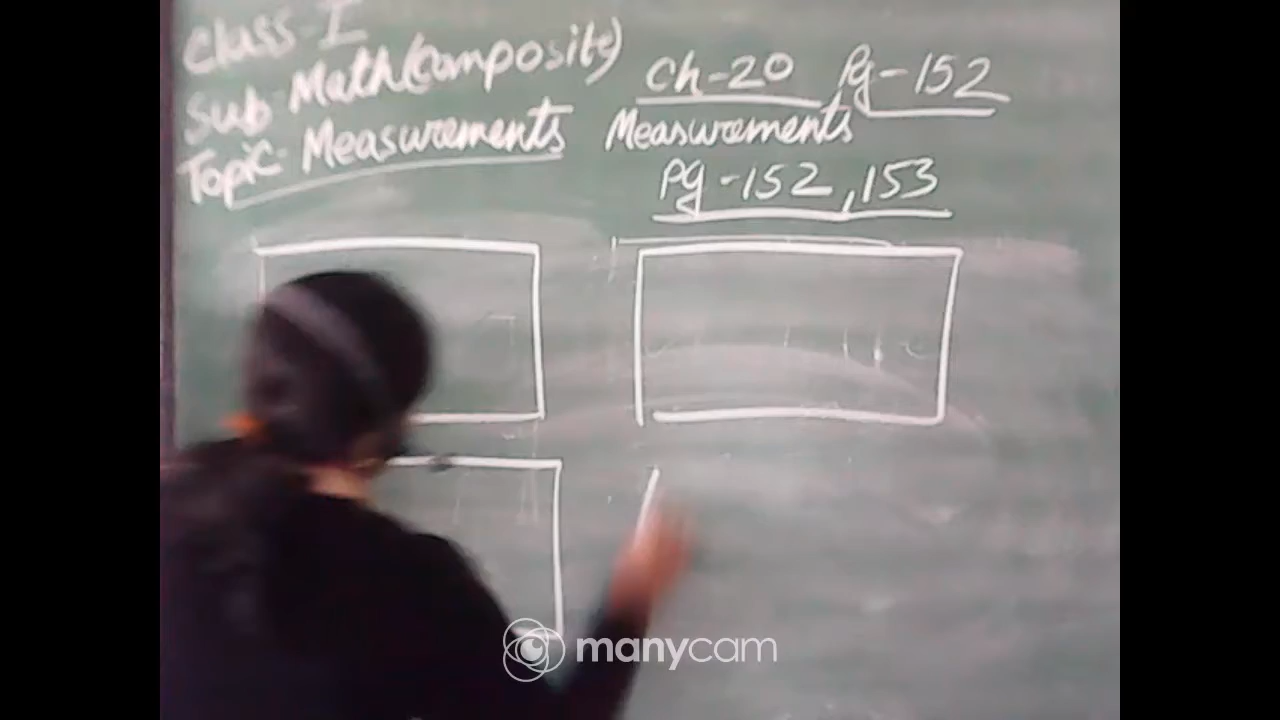 Class-I
Sub-Math(Composite)
Topic-Measurements
Ch-20 Pg-152
Measurements
Pg-152,153
manycam